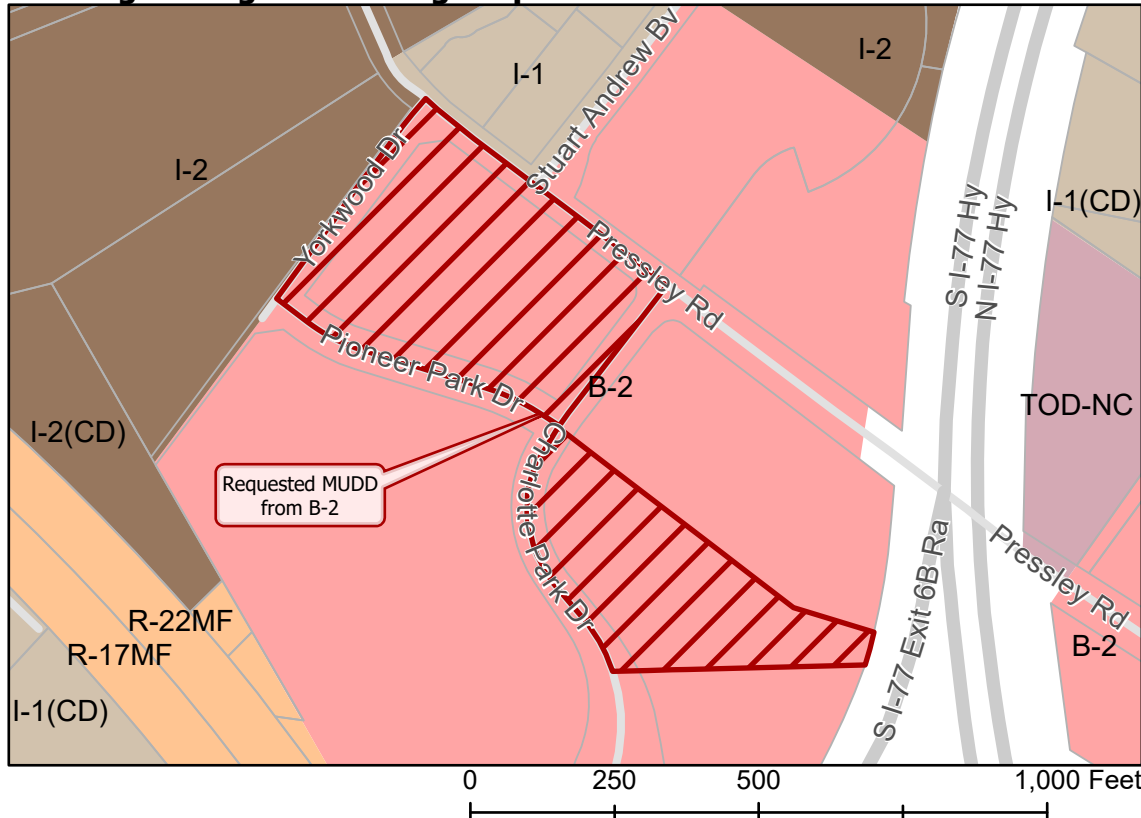 I-1
Stuart Andrew Bv
I-2
I-2
Yorkwood Dr
S I-77 Hy
N I-77 Hy
I-1(CD)
Pressley Rd
Pioneer Park Dr
B-2
TOD-NC
I-2(CD)
Charlotte Park Dr
Requested MUDD
from B-2
S I-77 Exit 6B Ra
Pressley Rd
R-22MF
R-17MF
B-2
I-1(CD)
0 250 500 1,000 Feet